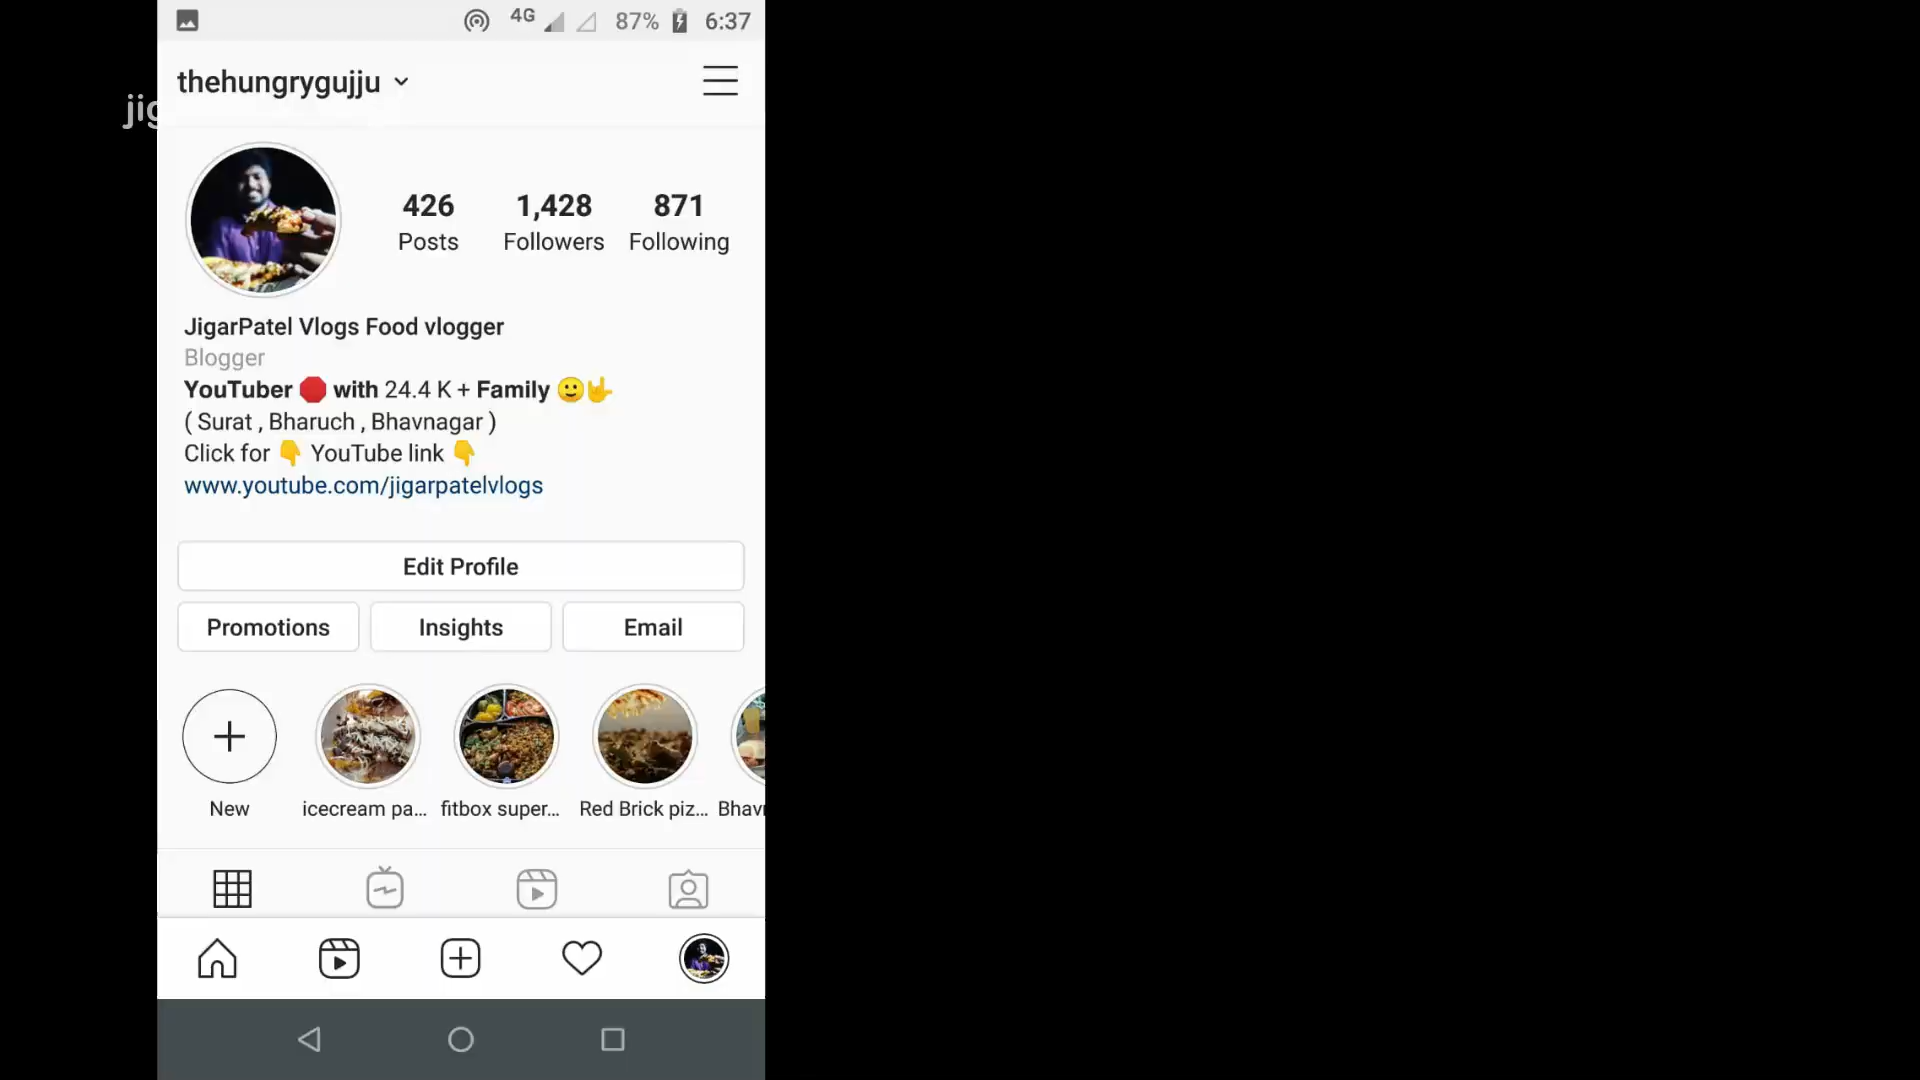 4G 87% 6:37
thehungrygujju
jig
426 1,428 871
Posts Followers Following
JigarPatel Vlogs Food vlogger
Blogger
YouTuber 🛑 with 24.4 K + Family 🙂🤟
( Surat , Bharuch , Bhavnagar )
Click for 👇 YouTube link 👇
www.youtube.com/jigarpatelvlogs
Edit Profile
Promotions Insights Email
New icecream pa... fitbox super... Red Brick piz... Bhav